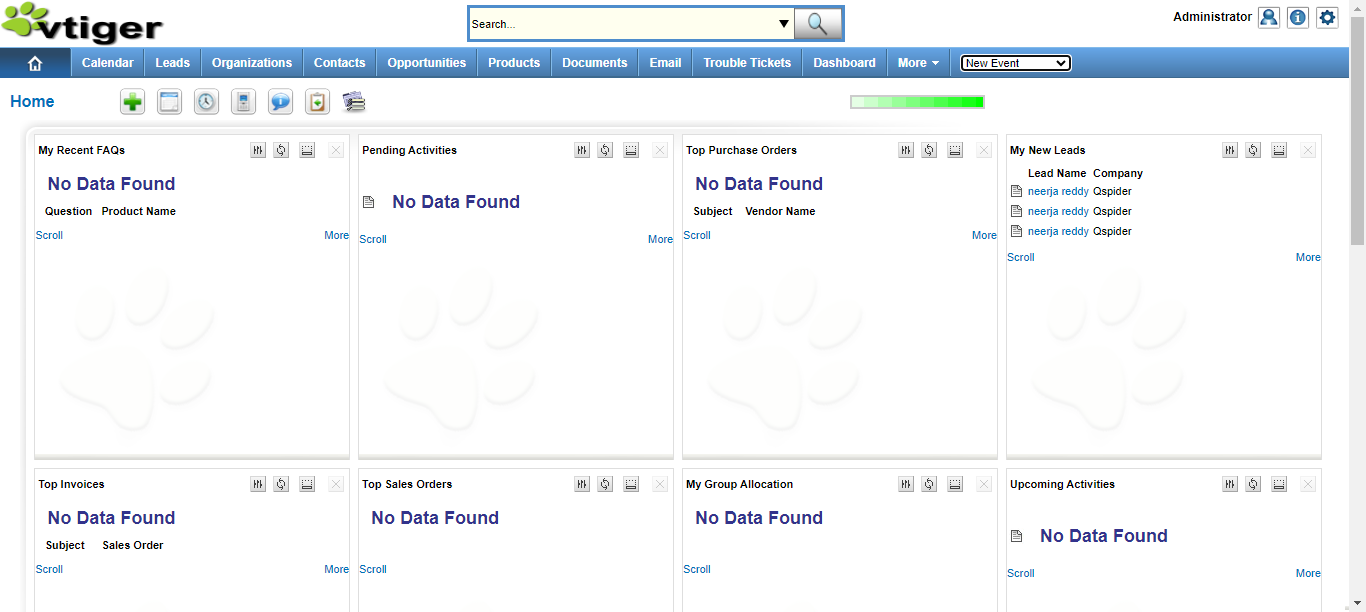 vtiger
Search...
Administrator
Calendar Leads Organizations Contacts Opportunities Products Documents Email Trouble Tickets Dashboard More New Event
Home
My Recent FAQs
No Data Found
Question Product Name
Scroll More
Pending Activities
No Data Found
Scroll More
Top Purchase Orders
No Data Found
Subject Vendor Name
Scroll More
My New Leads
Lead Name Company
neerja reddy Qspider
neerja reddy Qspider
neerja reddy Qspider
Scroll More
Top Invoices
No Data Found
Subject Sales Order
Scroll More
Top Sales Orders
No Data Found
Scroll
My Group Allocation
No Data Found
Scroll
Upcoming Activities
No Data Found
Scroll More